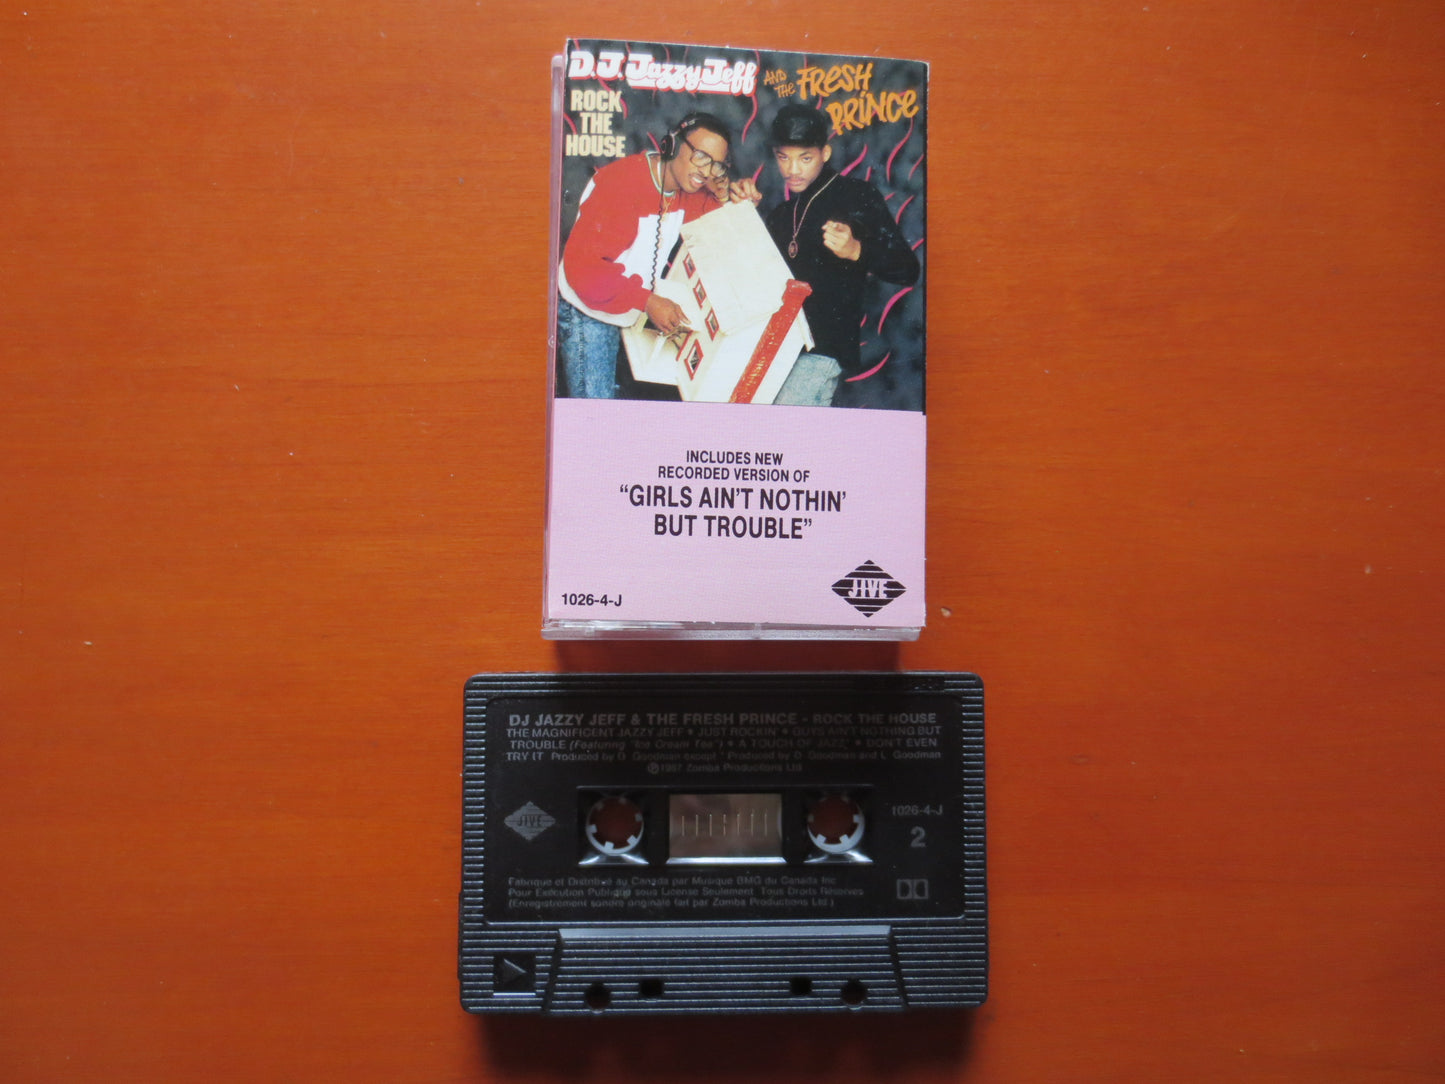 D.J. Jazzy Jeff AND THE FRESH PRINCE
ROCK
THE
HOUSE
INCLUDES NEW
RECORDED VERSION OF
“GIRLS AIN'T NOTHIN'
BUT TROUBLE”
JIVE
1026-4-J
DJ JAZZY JEFF & THE FRESH PRINCE - ROCK THE HOUSE
THE MAGNIFICENT JAZZY JEFF • JUST ROCKIN' • GUYS AIN'T NOTHING BUT
TROUBLE (Featuring "Ice Cream Tee") • A TOUCH OF JAZZ* • DON'T EVEN
TRY IT Produced by D. Goodman except * Produced by D. Goodman and L. Goodman
℗1987 Zomba Productions Ltd.
JIVE
1026-4-J
2
Fabriqué et Distribué au Canada par Musique BMG du Canada Inc.
Pour Exécution Publique sous License Seulement. Tous Droits Réservés
(Enregistrement sonore originale fait par Zomba Productions Ltd.)